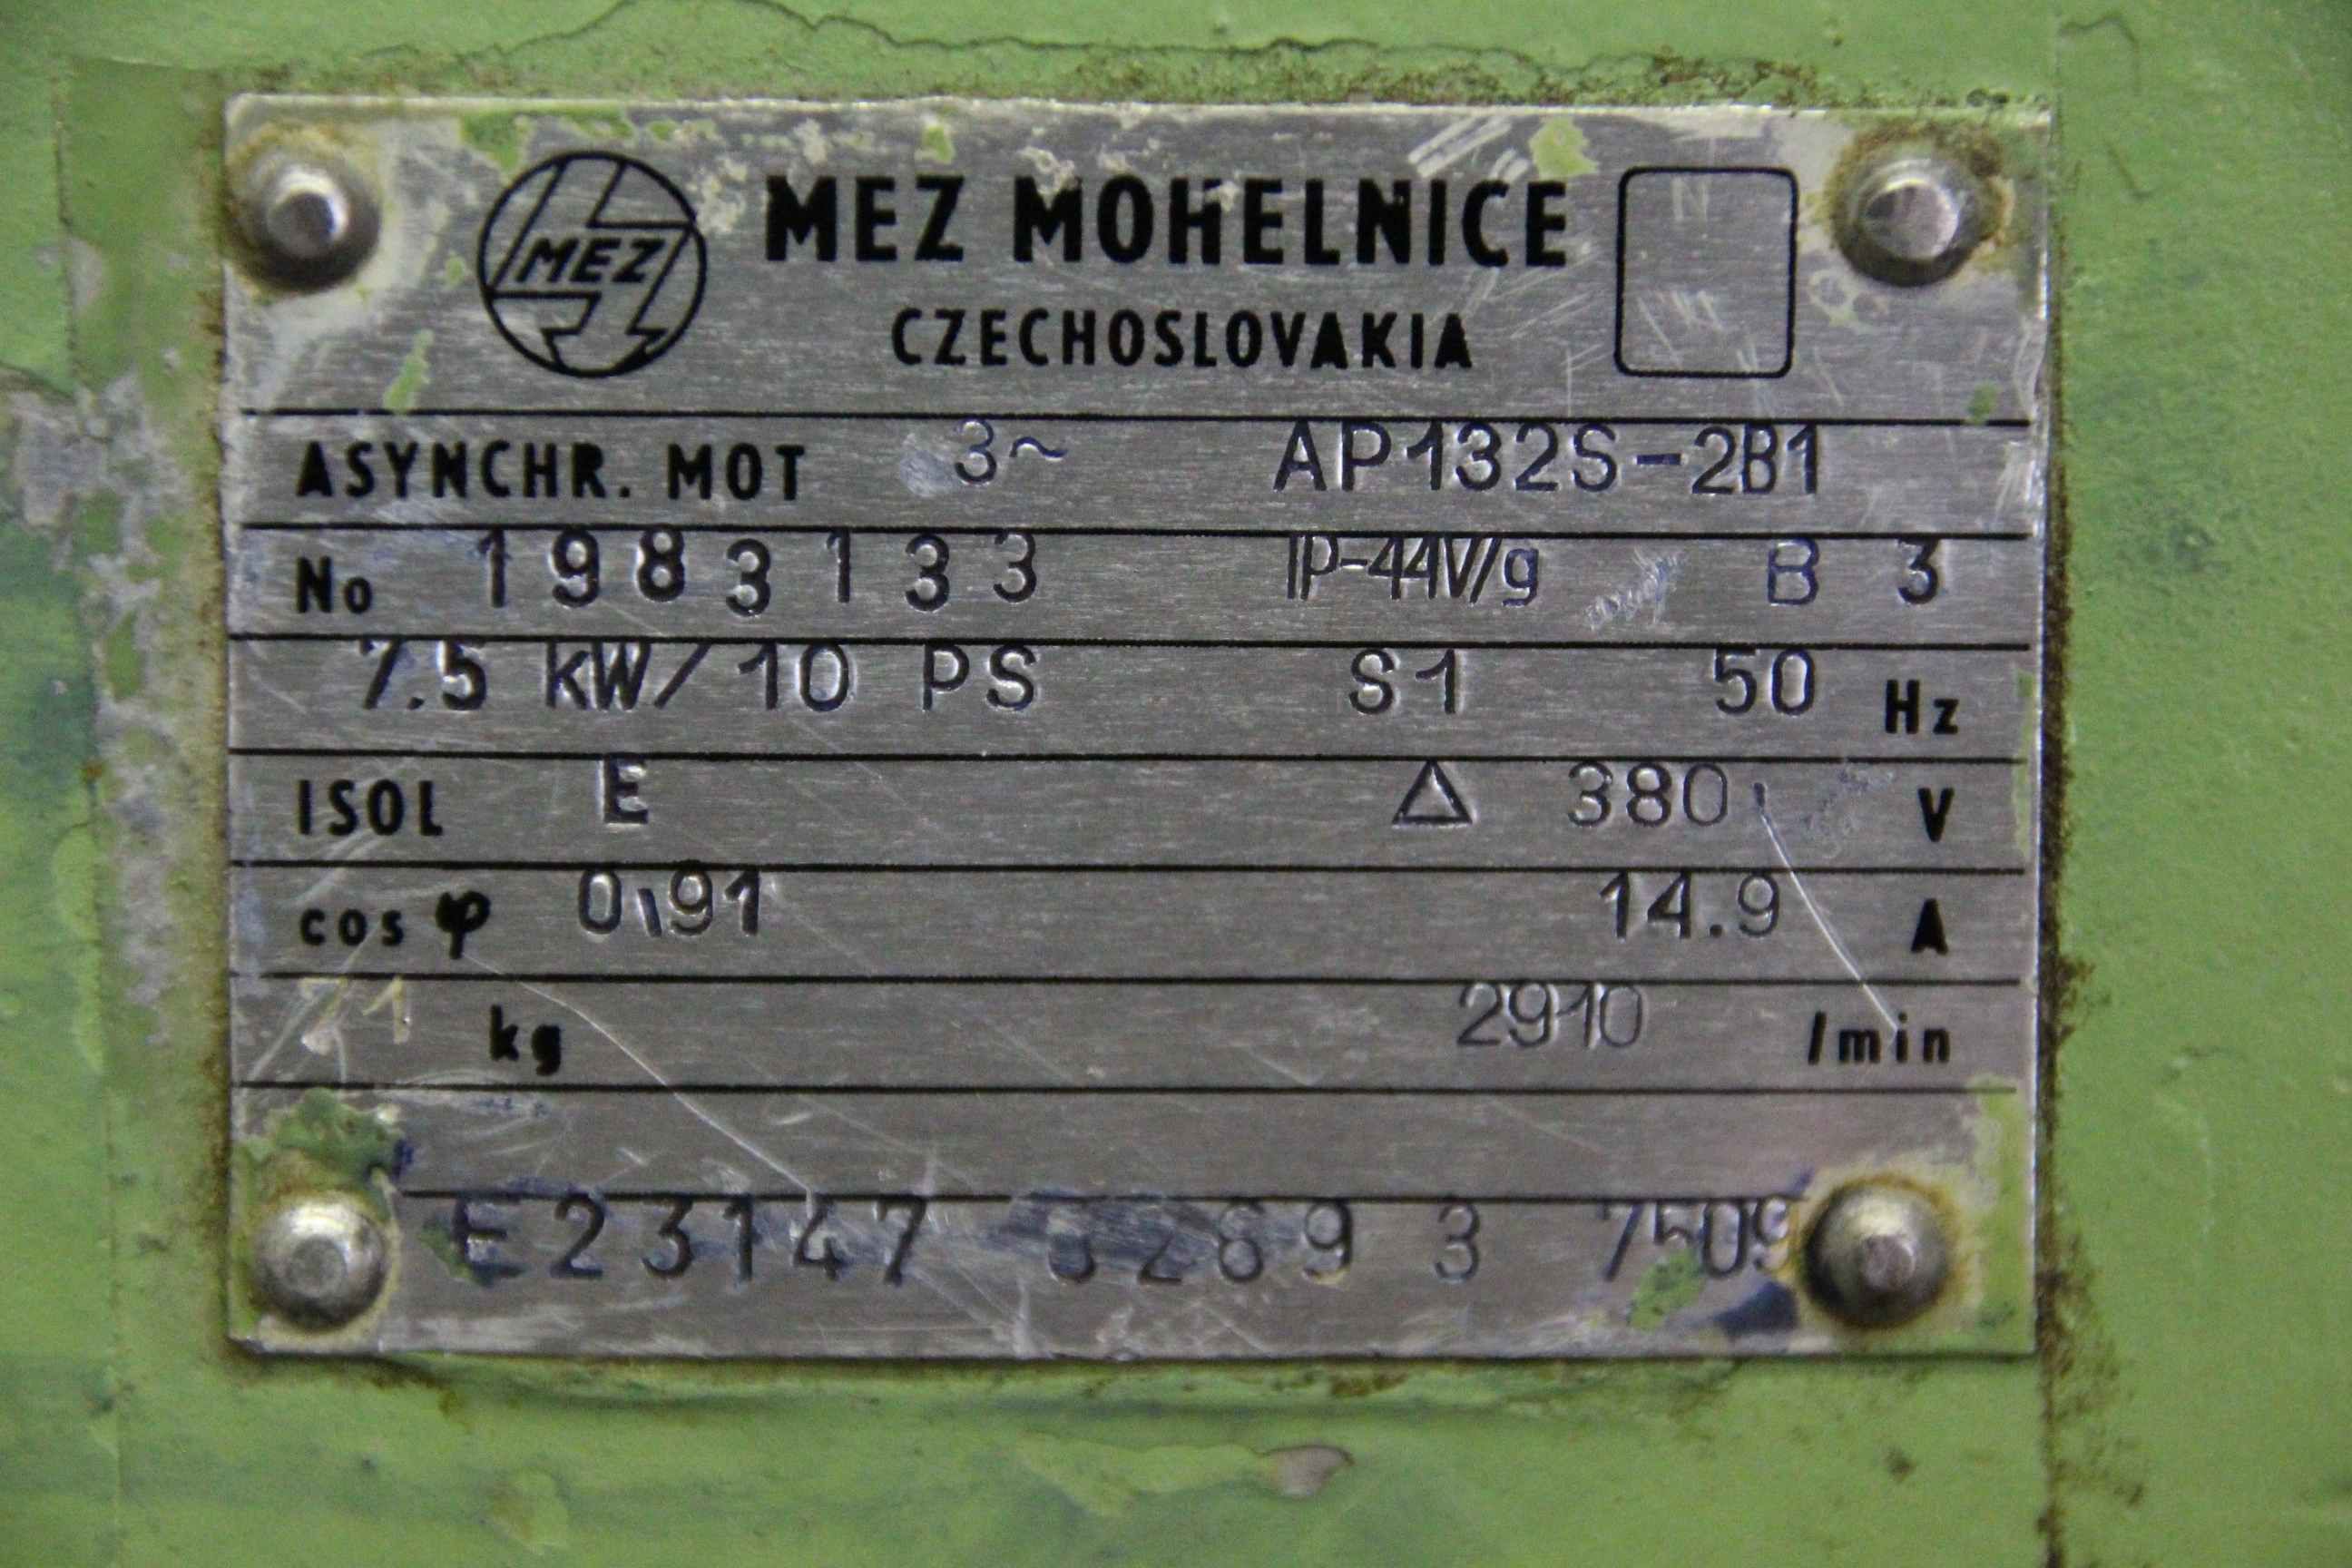 MEZ
MEZ MOHELNICE
CZECHOSLOVAKIA
ASYNCHR. MOT 3~ AP132S-2B1
No 1983133 IP-44V/g B 3
7.5 kW/10 PS S1 50 Hz
ISOL E △ 380 V
cos φ 0,91 14.9 A
71 kg 2910 /min
E23147 3 7509